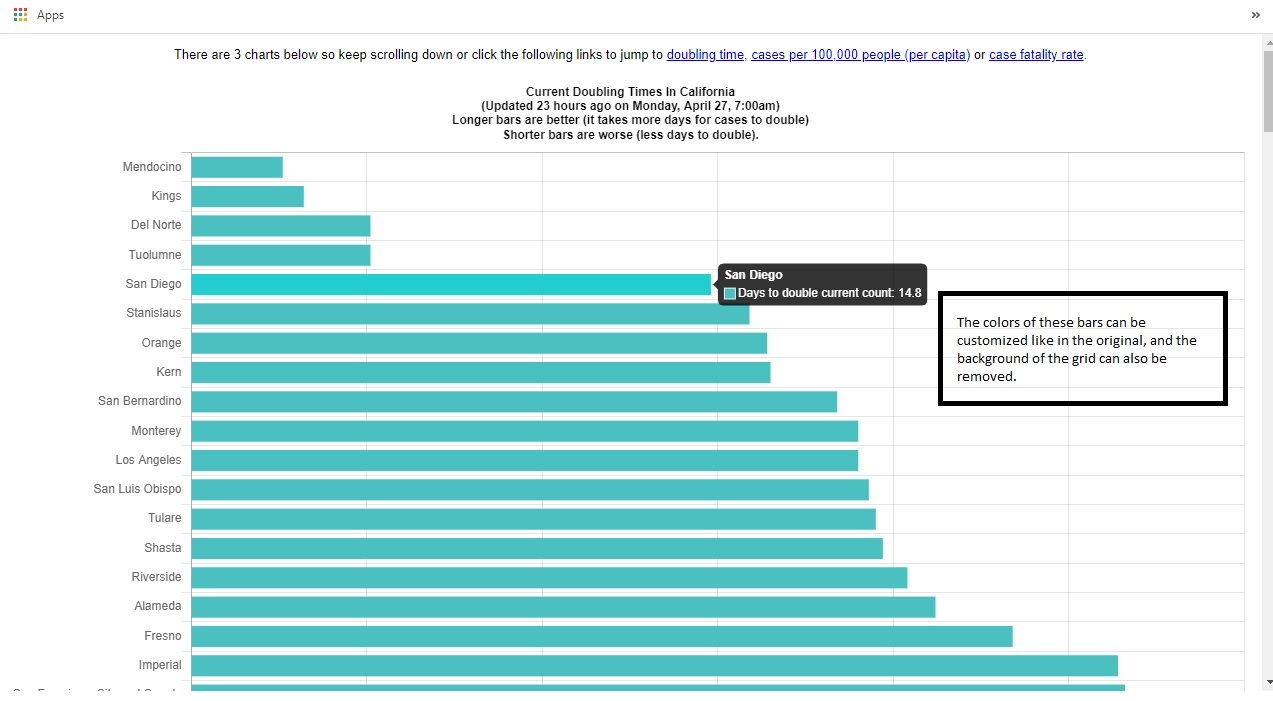 Apps
»
There are 3 charts below so keep scrolling down or click the following links to jump to doubling time, cases per 100,000 people (per capita) or case fatality rate.
Current Doubling Times In California
(Updated 23 hours ago on Monday, April 27, 7:00am)
Longer bars are better (it takes more days for cases to double)
Shorter bars are worse (less days to double).
Mendocino
Kings
Del Norte
Tuolumne
San Diego
San Diego
Days to double current count: 14.8
Stanislaus
Orange
Kern
San Bernardino
Monterey
Los Angeles
San Luis Obispo
Tulare
Shasta
Riverside
Alameda
Fresno
Imperial
The colors of these bars can be
customized like in the original, and the
background of the grid can also be
removed.